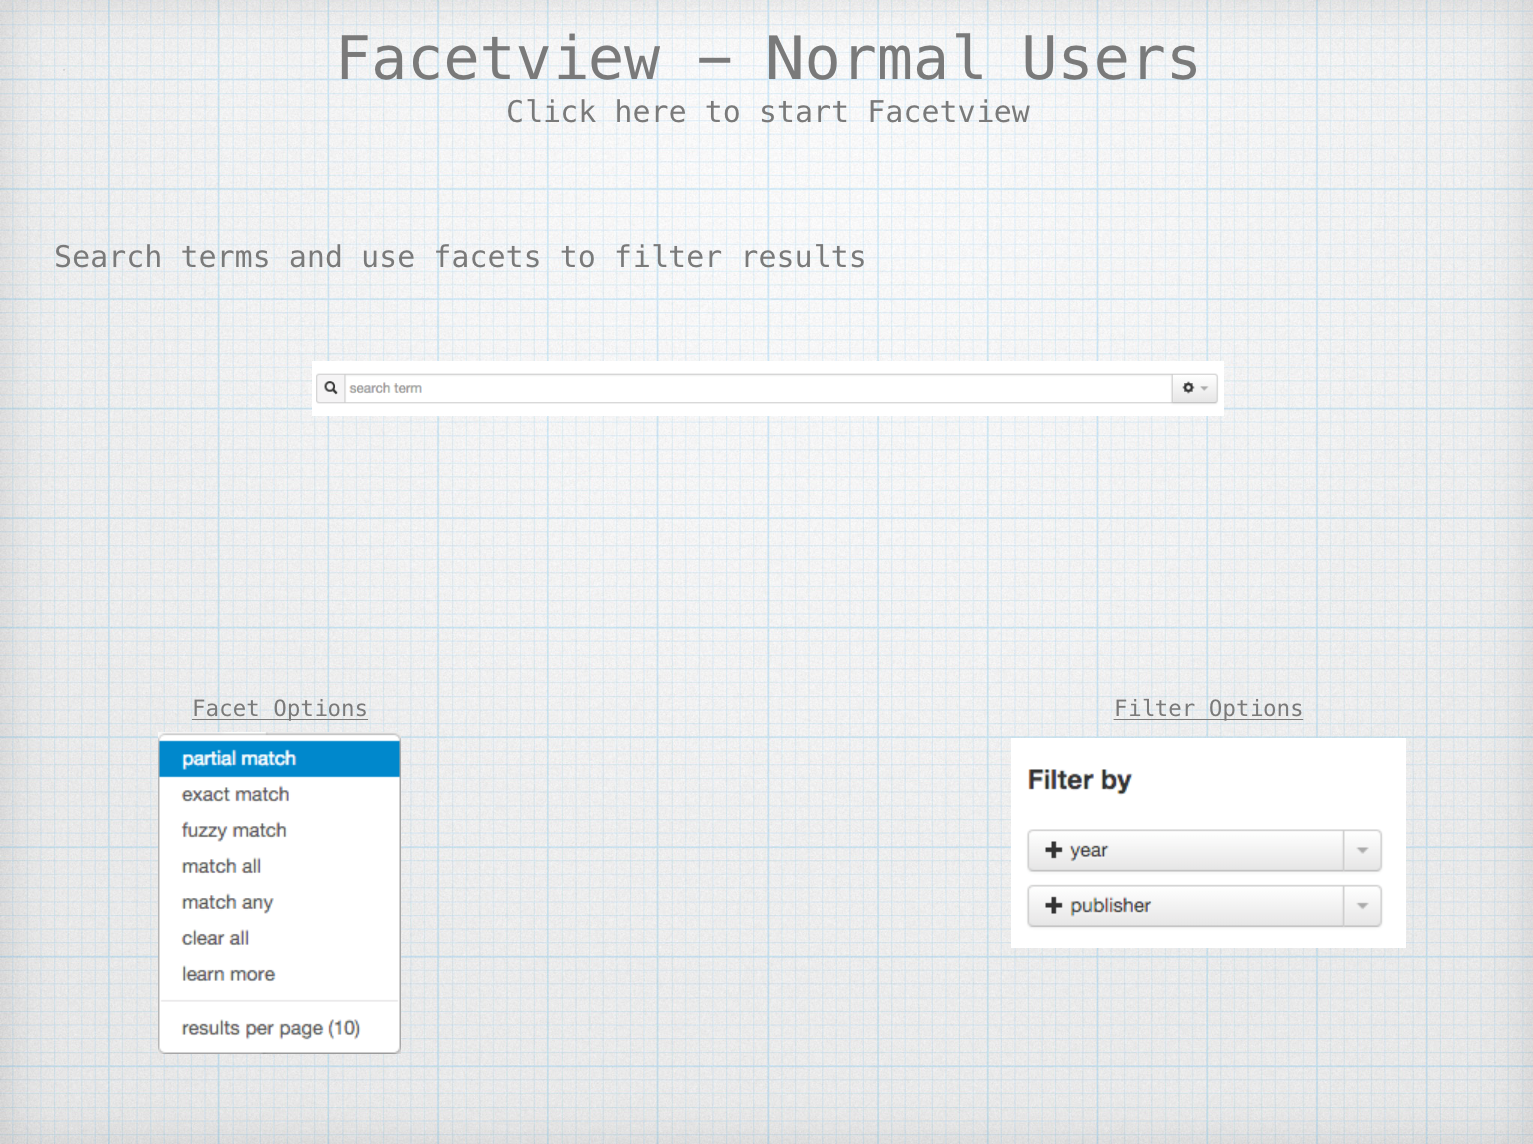 Facetview – Normal Users
Click here to start Facetview
Search terms and use facets to filter results
search term
Facet Options
partial match
exact match
fuzzy match
match all
match any
clear all
learn more
results per page (10)
Filter Options
Filter by
year
publisher